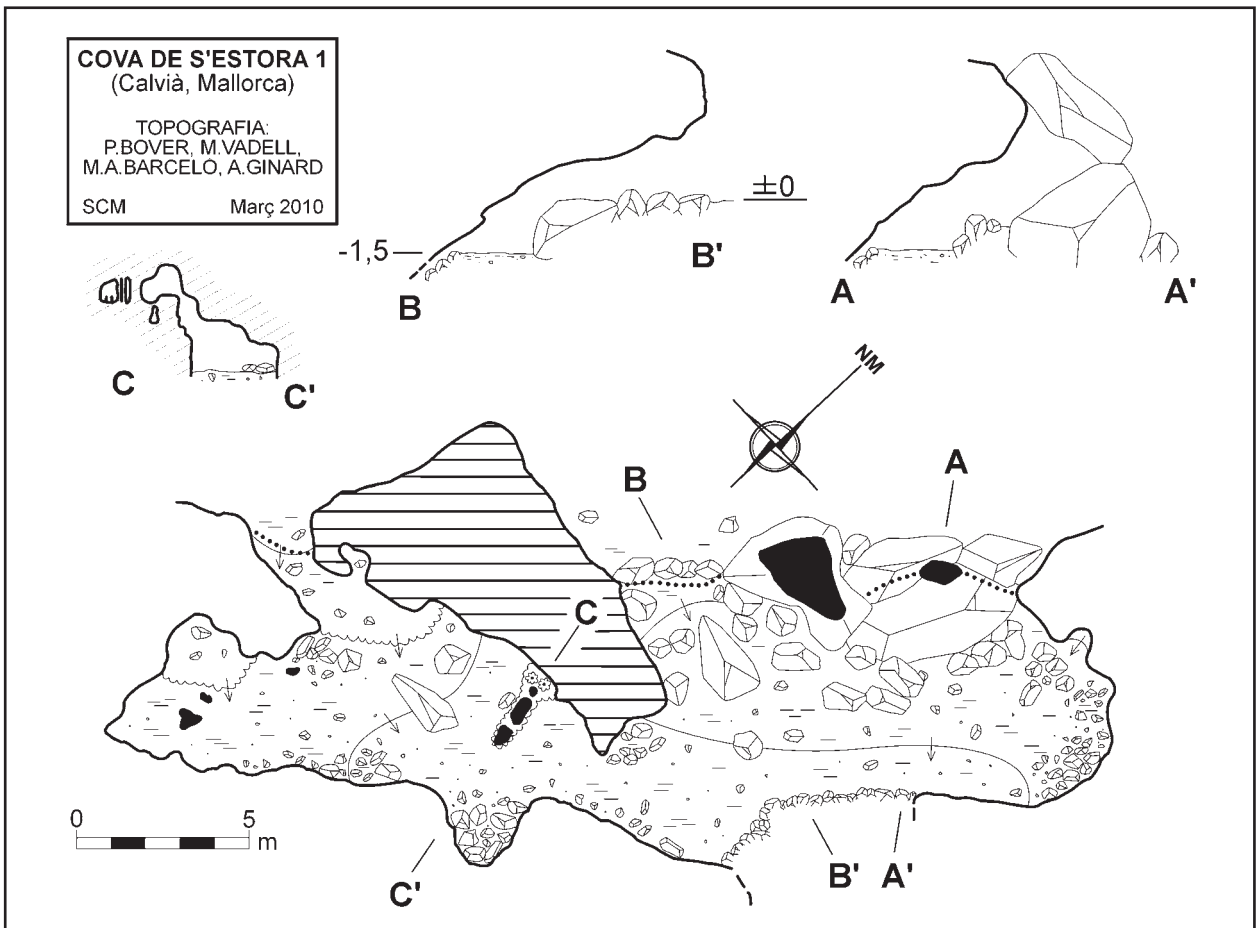 COVA DE S'ESTORA 1
(Calvià, Mallorca)
TOPOGRAFIA:
P.BOVER, M.VADELL,
M.A.BARCELO, A.GINARD
SCM Març 2010
±0
-1,5
B
B'
A
A'
C
C'
NM
B
A
C
0 5
m
C'
B'
A'